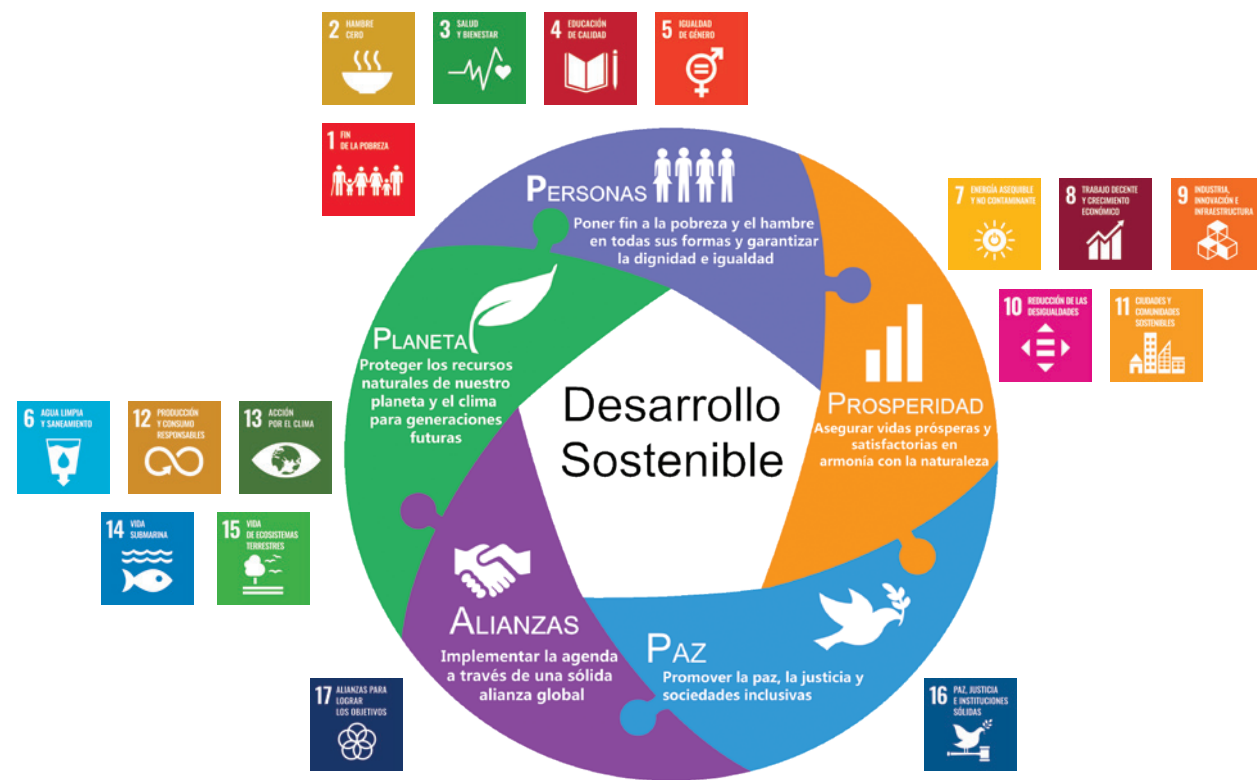 2 HAMBRE
CERO
3 SALUD
Y BIENESTAR
4 EDUCACIÓN
DE CALIDAD
5 IGUALDAD
DE GÉNERO
1 FIN
DE LA POBREZA
PERSONAS
Poner fin a la pobreza y el hambre
en todas sus formas y garantizar
la dignidad e igualdad
7 ENERGÍA ASEQUIBLE
Y NO CONTAMINANTE
8 TRABAJO DECENTE
Y CRECIMIENTO
ECONÓMICO
9 INDUSTRIA,
INNOVACIÓN E
INFRAESTRUCTURA
10 REDUCCIÓN DE LAS
DESIGUALDADES
11 CIUDADES Y
COMUNIDADES
SOSTENIBLES
PLANETA
Proteger los recursos
naturales de nuestro
planeta y el clima
para generaciones
futuras
Desarrollo
Sostenible
PROSPERIDAD
Asegurar vidas prósperas y
satisfactorias en
armonía con la naturaleza
6 AGUA LIMPIA
Y SANEAMIENTO
12 PRODUCCIÓN
Y CONSUMO
RESPONSABLES
13 ACCIÓN
POR EL CLIMA
14 VIDA
SUBMARINA
15 VIDA
DE ECOSISTEMAS
TERRESTRES
ALIANZAS
Implementar la agenda
a través de una sólida
alianza global
PAZ
Promover la paz, la justicia y
sociedades inclusivas
17 ALIANZAS PARA
LOGRAR
LOS OBJETIVOS
16 PAZ, JUSTICIA
E INSTITUCIONES
SÓLIDAS